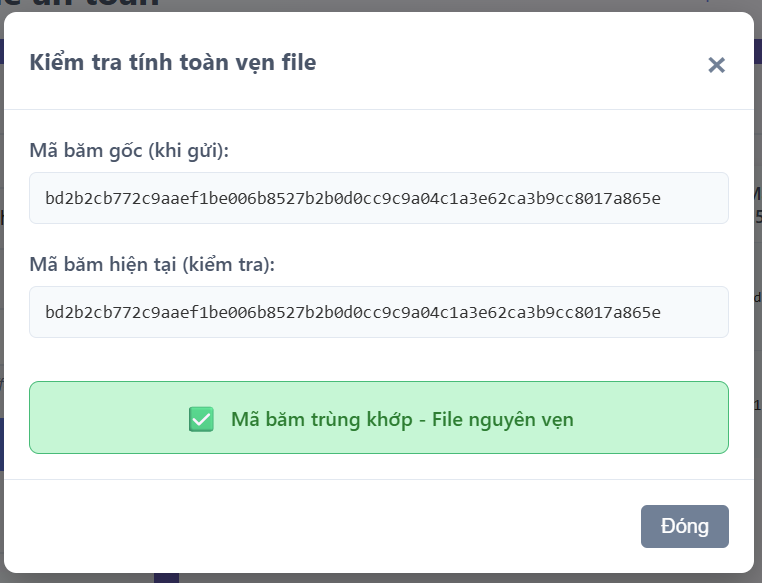 Kiểm tra tính toàn vẹn file
×
Mã băm gốc (khi gửi):
bd2b2cb772c9aaef1be006b8527b2b0d0cc9c9a04c1a3e62ca3b9cc8017a865e
Mã băm hiện tại (kiểm tra):
bd2b2cb772c9aaef1be006b8527b2b0d0cc9c9a04c1a3e62ca3b9cc8017a865e
✅ Mã băm trùng khớp - File nguyên vẹn
Đóng